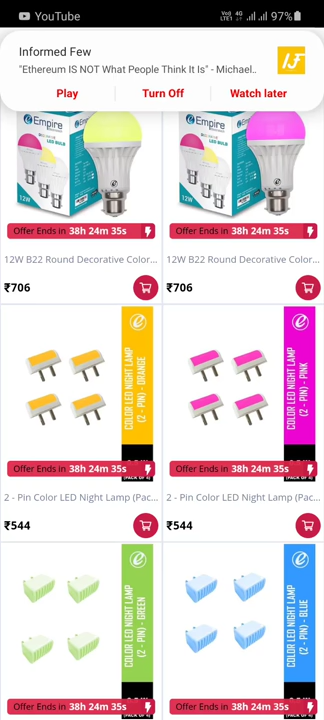 YouTube
Vo) 4G LTE1 97%
Informed Few
"Ethereum IS NOT What People Think It Is" - Michael..
IF
Play Turn Off Watch later
Empire
LED BULB
12W
Empire
LED BULB
12W
Offer Ends in 38h 24m 35s
Offer Ends in 38h 24m 35s
12W B22 Round Decorative Color...
12W B22 Round Decorative Color...
₹706
₹706
COLOR LED NIGHT LAMP
(2 - PIN) - ORANGE
(PACK OF 4)
COLOR LED NIGHT LAMP
(2 - PIN) - PINK
(PACK OF 4)
Offer Ends in 38h 24m 35s
Offer Ends in 38h 24m 35s
2 - Pin Color LED Night Lamp (Pac...
2 - Pin Color LED Night Lamp (Pac...
₹544
₹544
COLOR LED NIGHT LAMP
(2 - PIN) - GREEN
COLOR LED NIGHT LAMP
(2 - PIN) - BLUE
Offer Ends in 38h 24m 35s
Offer Ends in 38h 24m 35s